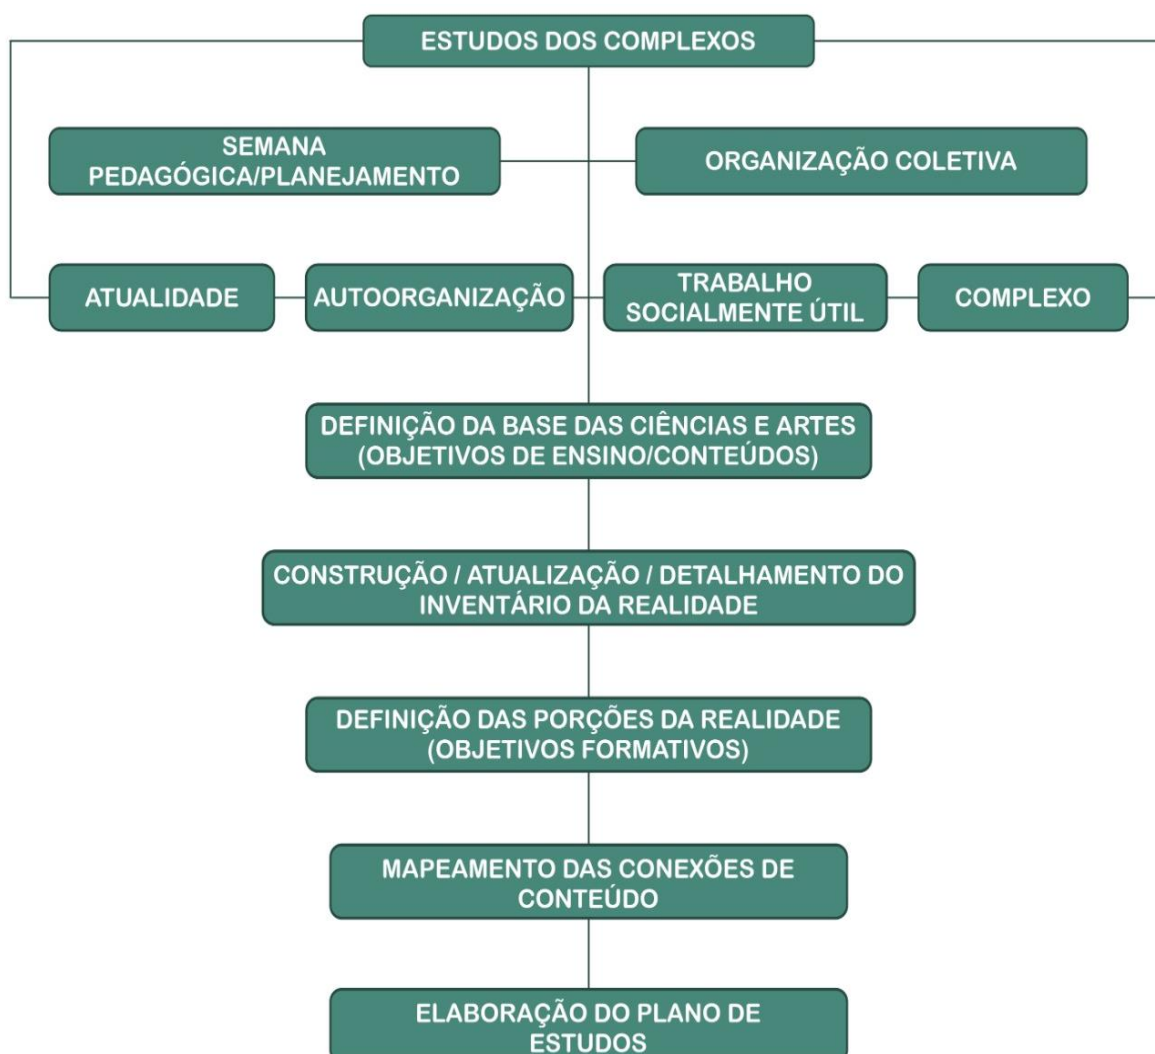 ESTUDOS DOS COMPLEXOS
SEMANA
PEDAGÓGICA/PLANEJAMENTO
ORGANIZAÇÃO COLETIVA
ATUALIDADE
AUTOORGANIZAÇÃO
TRABALHO
SOCIALMENTE ÚTIL
COMPLEXO
DEFINIÇÃO DA BASE DAS CIÊNCIAS E ARTES
(OBJETIVOS DE ENSINO/CONTEÚDOS)
CONSTRUÇÃO / ATUALIZAÇÃO / DETALHAMENTO DO
INVENTÁRIO DA REALIDADE
DEFINIÇÃO DAS PORÇÕES DA REALIDADE
(OBJETIVOS FORMATIVOS)
MAPEAMENTO DAS CONEXÕES DE
CONTEÚDO
ELABORAÇÃO DO PLANO DE
ESTUDOS